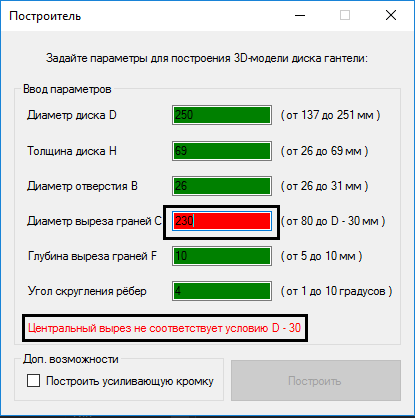 Построитель
Задайте параметры для построения 3D-модели диска гантели:
Ввод параметров
Диаметр диска D 250 ( от 137 до 251 мм )
Толщина диска H 69 ( от 26 до 69 мм )
Диаметр отверстия B 26 ( от 26 до 31 мм )
Диаметр выреза граней C 230 ( от 80 до D - 30 мм )
Глубина выреза граней F 10 ( от 5 до 10 мм )
Угол скругления рёбер 4 ( от 1 до 10 градусов )
Центральный вырез не соответствует условию D - 30
Доп. возможности
Построить усиливающую кромку Построить